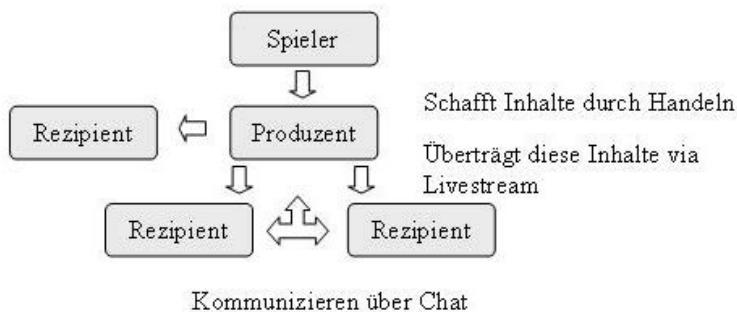 Spieler
Schafft Inhalte durch Handeln
Rezipient
Produzent
Überträgt diese Inhalte via
Livestream
Rezipient
Rezipient
Kommunizieren über Chat